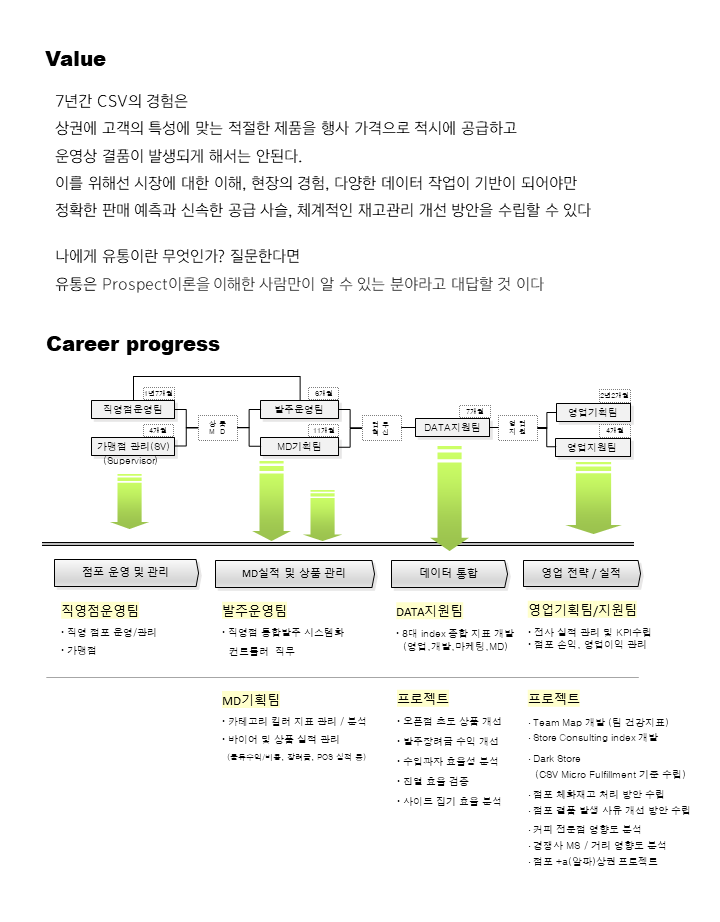 Value
7년간 CSV의 경험은
상권에 고객의 특성에 맞는 적절한 제품을 행사 가격으로 적시에 공급하고
운영상 결품이 발생되게 해서는 안된다.
이를 위해선 시장에 대한 이해, 현장의 경험, 다양한 데이터 작업이 기반이 되어야만
정확한 판매 예측과 신속한 공급 사슬, 체계적인 재고관리 개선 방안을 수립할 수 있다
나에게 유통이란 무엇인가? 질문한다면
유통은 Prospect이론을 이해한 사람만이 알 수 있는 분야라고 대답할 것 이다
Career progress
1년7개월
직영점운영팀
4개월
가맹점 관리(SV)
(Supervisor)
상 품
M D
6개월
발주운영팀
11개월
MD기획팀
업 무
혁 신
7개월
DATA지원팀
영 업
지 원
2년2개월
영업기획팀
4개월
영업지원팀
점포 운영 및 관리
MD실적 및 상품 관리
데이터 통합
영업 전략 / 실적
직영점운영팀
• 직영 점포 운영/관리
• 가맹점
발주운영팀
• 직영점 통합발주 시스템화
컨트롤러 직무
DATA지원팀
• 8대 index 종합 지표 개발
(영업,개발,마케팅,MD)
영업기획팀/지원팀
• 전사 실적 관리 및 KPI수립
• 점포 손익, 영업이익 관리
MD기획팀
• 카테고리 킬러 지표 관리 / 분석
• 바이어 및 상품 실적 관리
(물류수익/비율, 장려금, POS 실적 등)
프로젝트
• 오픈점 초도 상품 개선
• 발주장려금 수익 개선
• 수입과자 효율성 분석
• 진열 효율 검증
• 사이드 집기 효율 분석
프로젝트
· Team Map 개발 (팀 건강지표)
· Store Consulting index 개발
· Dark Store
(CSV Micro Fulfillment 기준 수립)
· 점포 체화재고 처리 방안 수립
· 점포 결품 발생 사유 개선 방안 수립
· 커피 전문점 영향도 분석
· 경쟁사 MS / 거리 영향도 분석
· 점포 +a(알파)상권 프로젝트